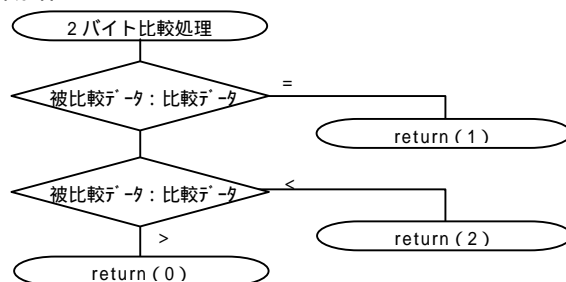 2バイト比較処理
被比較ﾃﾞｰﾀ：比較ﾃﾞｰﾀ
=
return(1)
被比較ﾃﾞｰﾀ：比較ﾃﾞｰﾀ
<
return(2)
>
return(0)